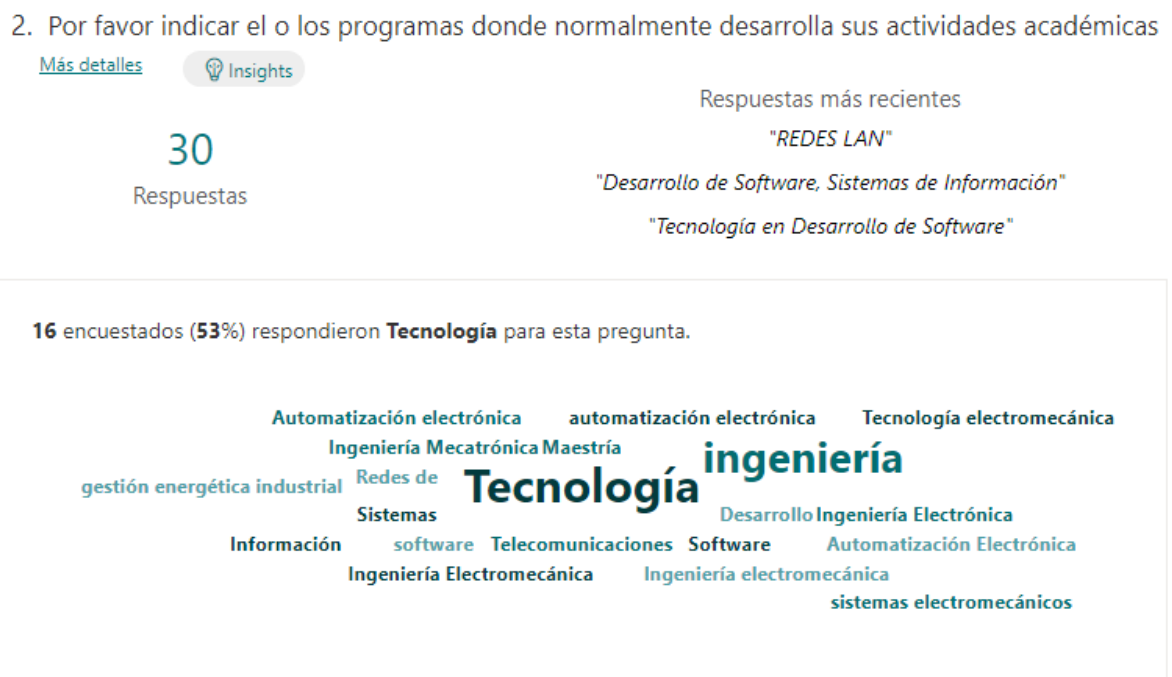 2. Por favor indicar el o los programas donde normalmente desarrolla sus actividades académicas
Más detalles
Insights
30
Respuestas
Respuestas más recientes
"REDES LAN"
"Desarrollo de Software, Sistemas de Información"
"Tecnología en Desarrollo de Software"
16 encuestados (53%) respondieron Tecnología para esta pregunta.
Automatización electrónica automatización electrónica Tecnología electromecánica
Ingeniería Mecatrónica Maestría ingeniería
gestión energética industrial Redes de Tecnología
Sistemas Desarrollo Ingeniería Electrónica
Información software Telecomunicaciones Software Automatización Electrónica
Ingeniería Electromecánica Ingeniería electromecánica
sistemas electromecánicos